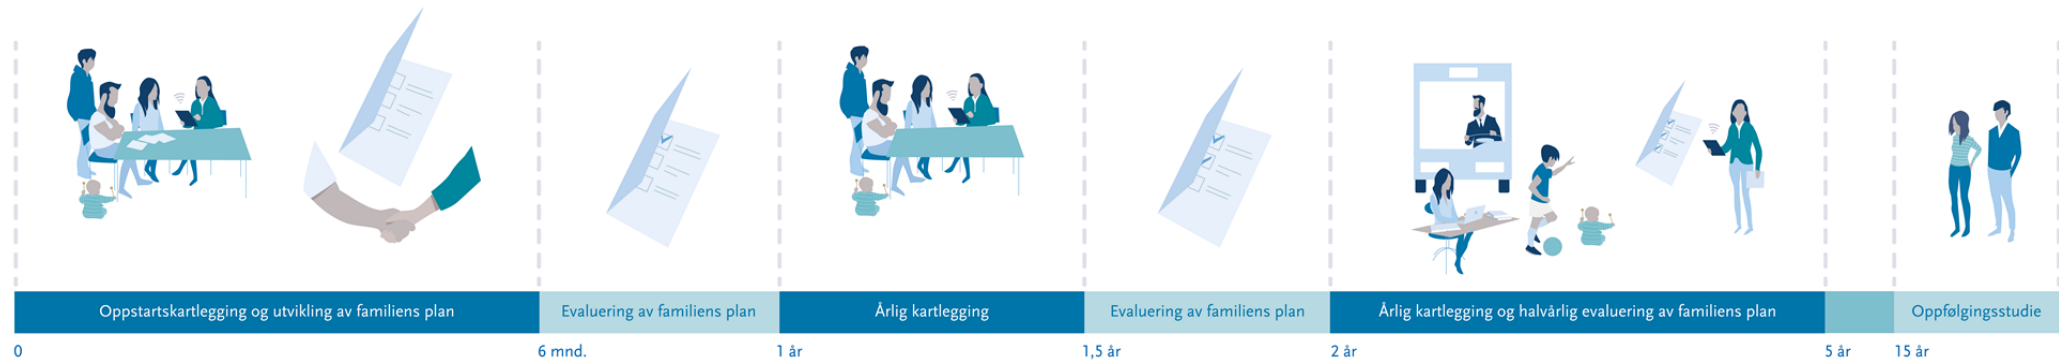 Oppstartskartlegging og utvikling av familiens plan
Evaluering av familiens plan
Årlig kartlegging
Evaluering av familiens plan
Årlig kartlegging og halvårlig evaluering av familiens plan
Oppfølgingsstudie
0
6 mnd.
1 år
1,5 år
2 år
5 år
15 år